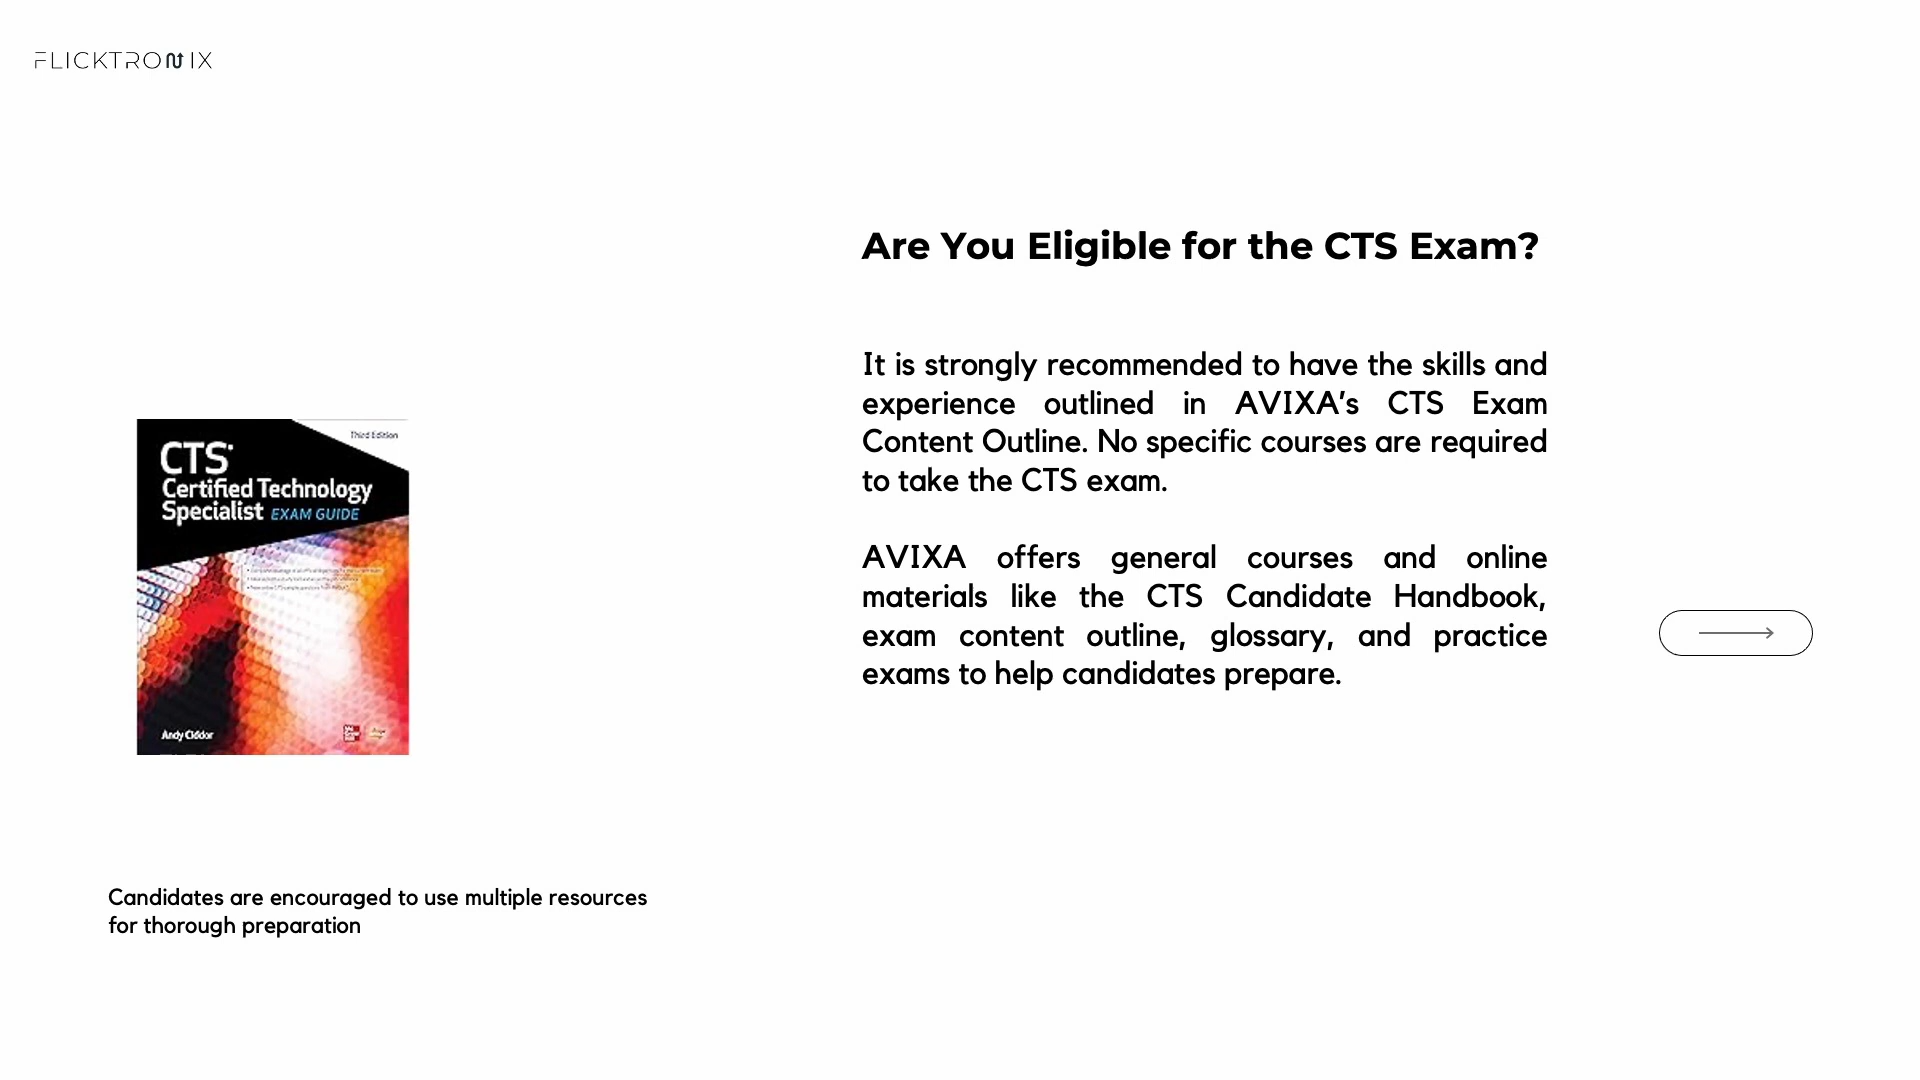 FLICKTRONIX
Are You Eligible for the CTS Exam?
It is strongly recommended to have the skills and
experience outlined in AVIXA’s CTS Exam
Content Outline. No specific courses are required
to take the CTS exam.
AVIXA offers general courses and online
materials like the CTS Candidate Handbook,
exam content outline, glossary, and practice
exams to help candidates prepare.
Third Edition
CTS®
Certified Technology
Specialist EXAM GUIDE
Andy Ciddor
Mc
Graw
Hill
Candidates are encouraged to use multiple resources
for thorough preparation